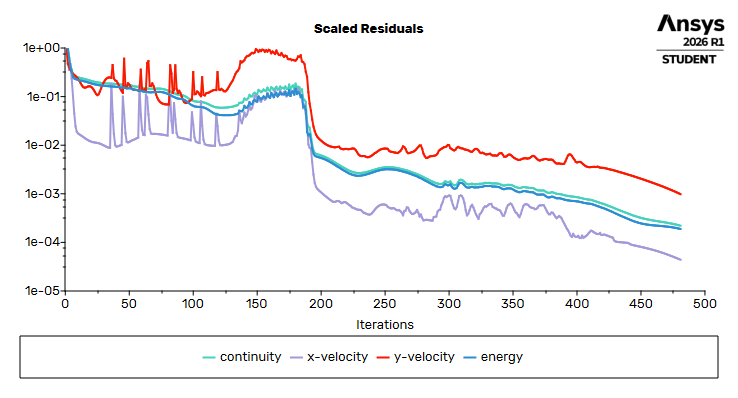 Scaled Residuals
Ansys
2026 R1
STUDENT
1e+00
1e-01
1e-02
1e-03
1e-04
1e-05
0 50 100 150 200 250 300 350 400 450 500
Iterations
continuity x-velocity y-velocity energy